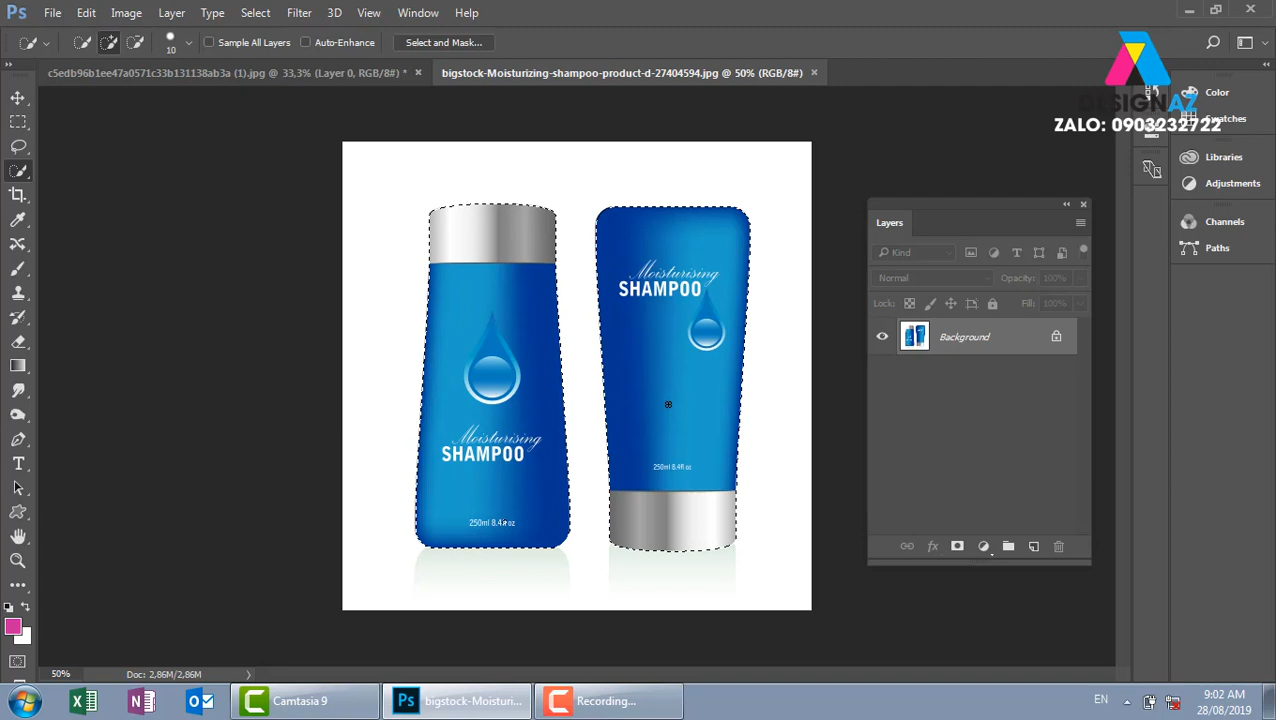 Ps File Edit Image Layer Type Select Filter 3D View Window Help
10 Sample All Layers Auto-Enhance Select and Mask...
c5edb96b1ee47a0571c33b131138ab3a (1).jpg @ 33,3% (Layer 0, RGB/8#) * × bigstock-Moisturizing-shampoo-product-d-27404594.jpg @ 50% (RGB/8#) ×
DESIGNAZ
ZALO: 0903232722
Color
Swatches
Libraries
Adjustments
Channels
Paths
Layers
Kind
Normal Opacity: 100%
Lock: Fill: 100%
Background
Moisturising
SHAMPOO
250ml 8.4fl oz
Moisturising
SHAMPOO
250ml 8.4fl oz
50% Doc: 2,86M/2,86M
Camtasia 9 Ps bigstock-Moisturi... Recording... EN 9:02 AM
28/08/2019